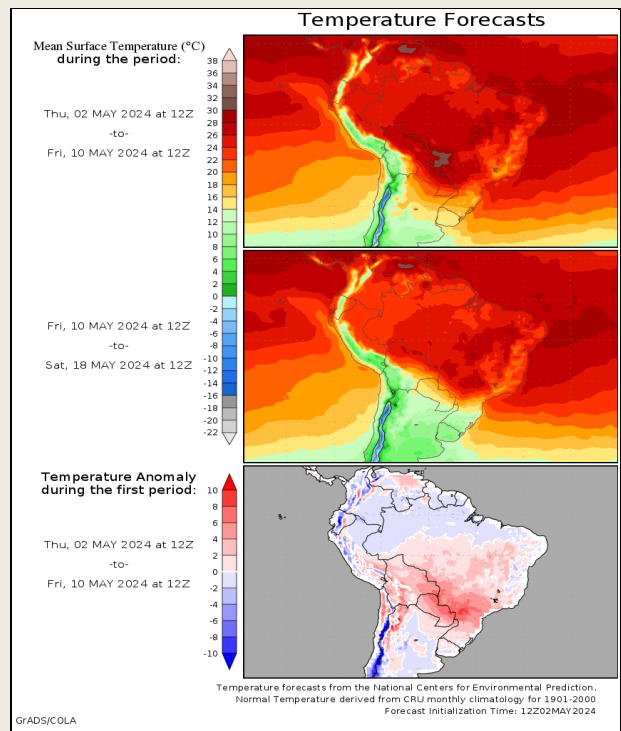 Temperature Forecasts
Mean Surface Temperature (°C)
during the period:
Thu, 02 MAY 2024 at 12Z
-to-
Fri, 10 MAY 2024 at 12Z
38
36
34
32
30
28
26
24
22
20
18
16
14
12
10
8
6
4
2
0
-2
-4
-6
-8
-10
-12
-14
-16
-18
-20
-22
Fri, 10 MAY 2024 at 12Z
-to-
Sat, 18 MAY 2024 at 12Z
Temperature Anomaly
during the first period:
Thu, 02 MAY 2024 at 12Z
-to-
Fri, 10 MAY 2024 at 12Z
10
8
6
4
2
0
-2
-4
-6
-8
-10
Temperature forecasts from the National Centers for Environmental Prediction.
Normal Temperature derived from CRU monthly climatology for 1901-2000
Forecast Initialization Time: 12Z02MAY2024
GrADS/COLA